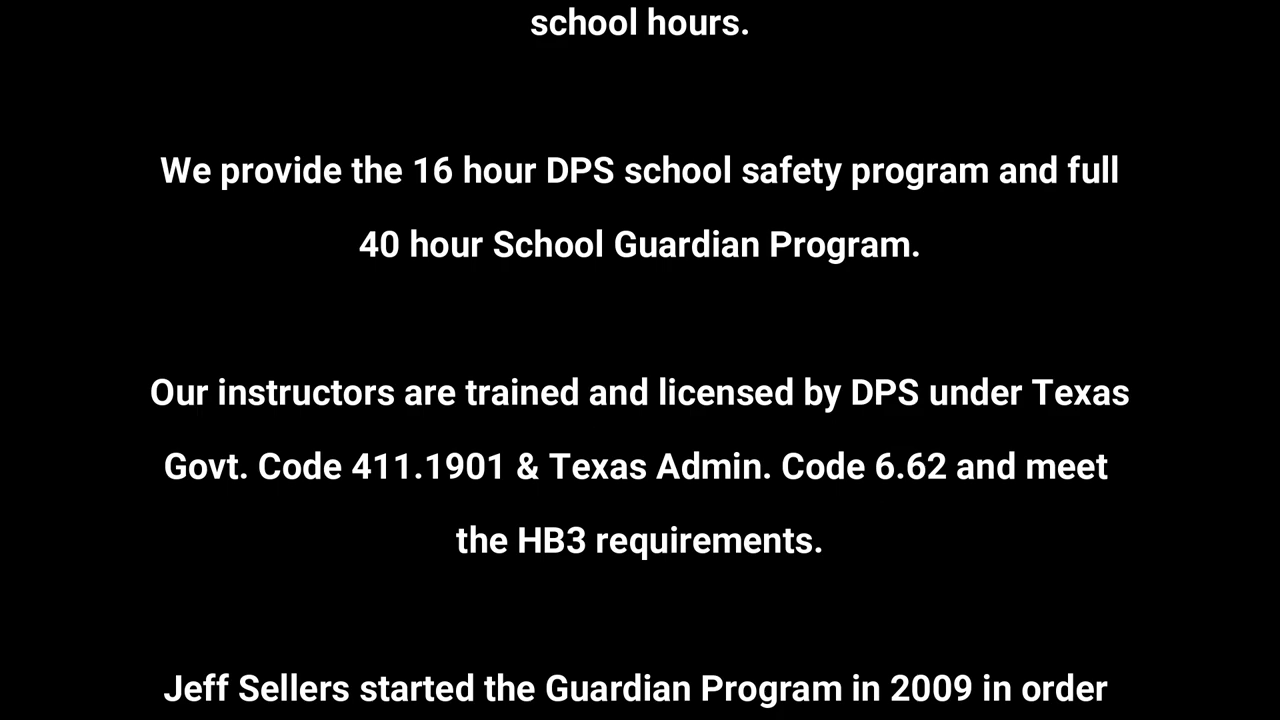 school hours.
We provide the 16 hour DPS school safety program and full
40 hour School Guardian Program.
Our instructors are trained and licensed by DPS under Texas
Govt. Code 411.1901 & Texas Admin. Code 6.62 and meet
the HB3 requirements.
Jeff Sellers started the Guardian Program in 2009 in order